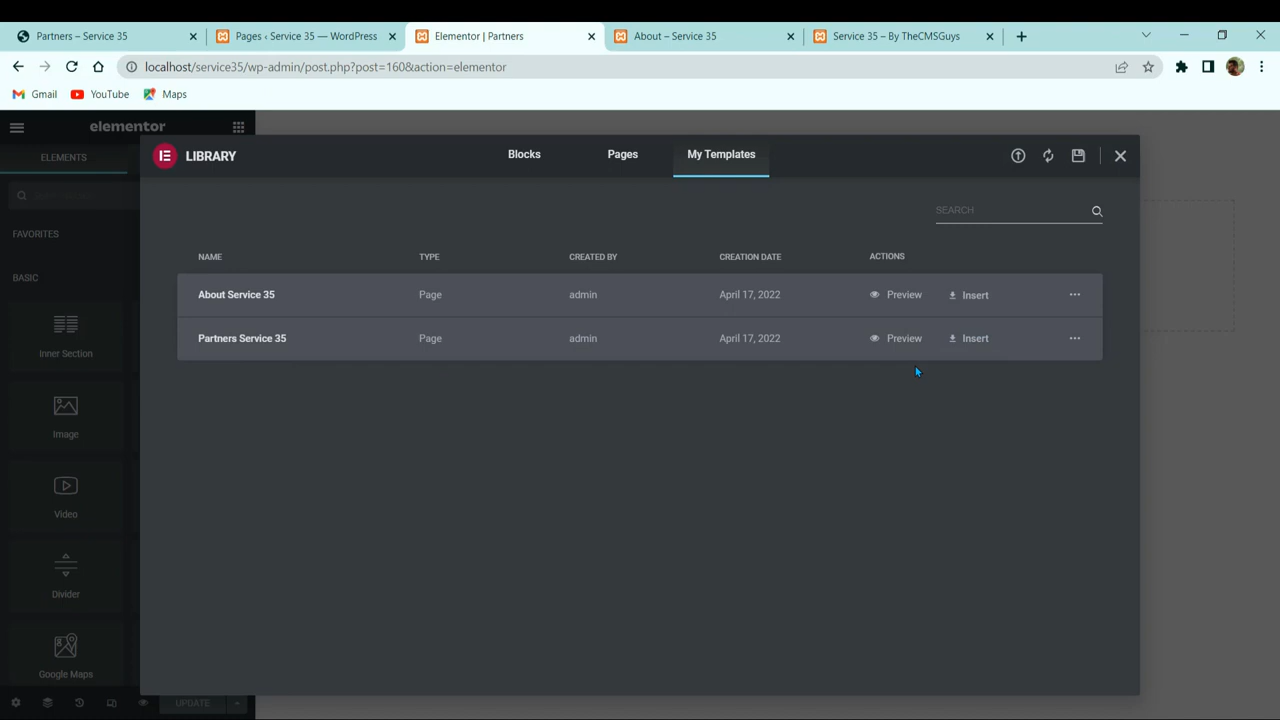 Partners – Service 35
Pages ‹ Service 35 — WordPress
Elementor | Partners
About – Service 35
Service 35 – By TheCMSGuys
localhost/service35/wp-admin/post.php?post=160&action=elementor
Gmail
YouTube
Maps
elementor
ELEMENTS
LIBRARY
Blocks
Pages
My Templates
SEARCH
FAVORITES
BASIC
NAME TYPE CREATED BY CREATION DATE ACTIONS
About Service 35 Page admin April 17, 2022 Preview Insert
Partners Service 35 Page admin April 17, 2022 Preview Insert
Inner Section
Image
Video
Divider
Google Maps
UPDATE